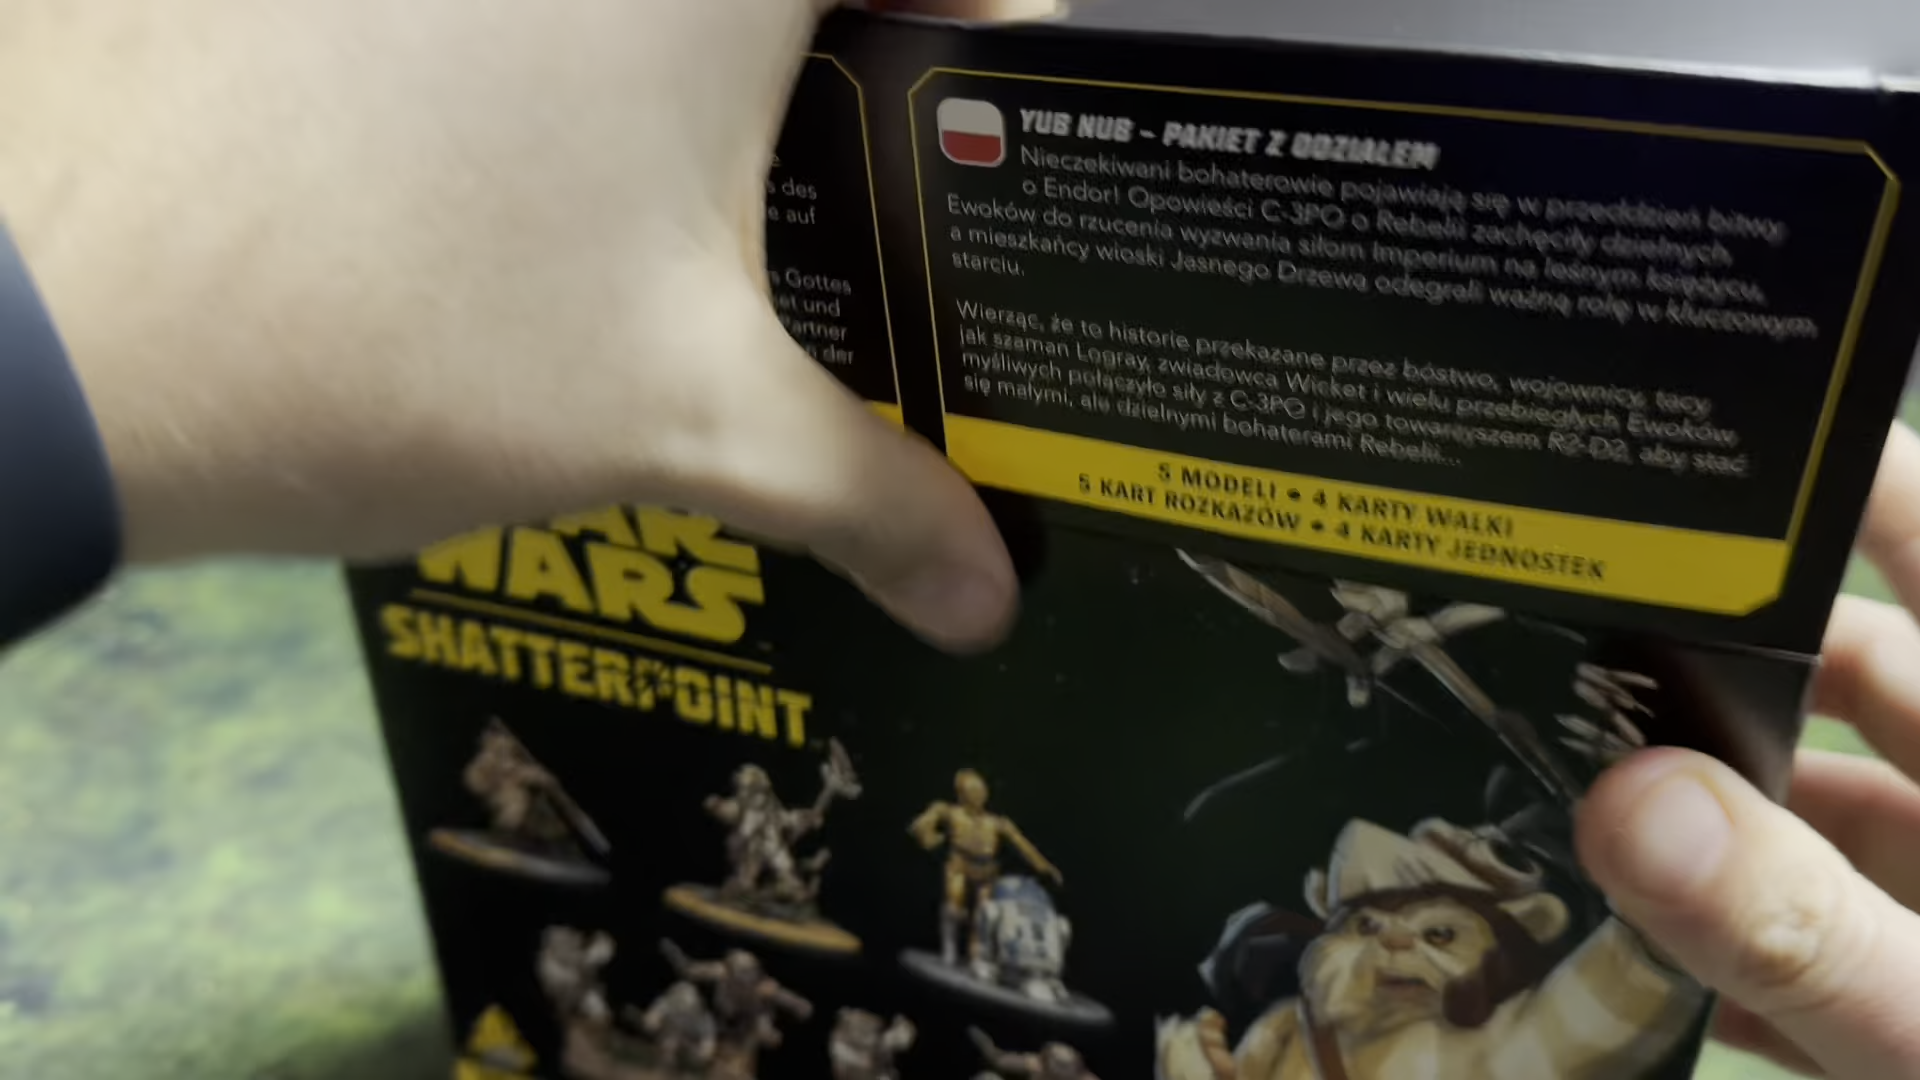 des
auf
Gottes
und
der
YUB NUB – PAKIET Z ODZIAŁEM
Nieczekiwani bohaterowie pojawiają się w przeddzień bitwy
o Endor! Opowieści C-3PO o Rebelii zachęciły dzielnych
Ewoków do rzucenia wyzwania siłom Imperium na leśnym księżycu,
a mieszkańcy wioski Jasnego Drzewa odegrali ważną rolę w kluczowym
starciu.
Wierząc, że to historie przekazane przez bóstwo, wojownicy, tacy
jak szaman Logray, zwiadowca Wicket i wielu przebiegłych Ewoków
myśliwych połączyło siły z C-3PO i jego towarzyszem R2-D2, aby stać
się małymi, ale dzielnymi bohaterami Rebelii...
5 MODELI • 4 KARTY WALKI
5 KART ROZKAZÓW • 4 KARTY JEDNOSTEK
STAR
WARS
SHATTERPOINT